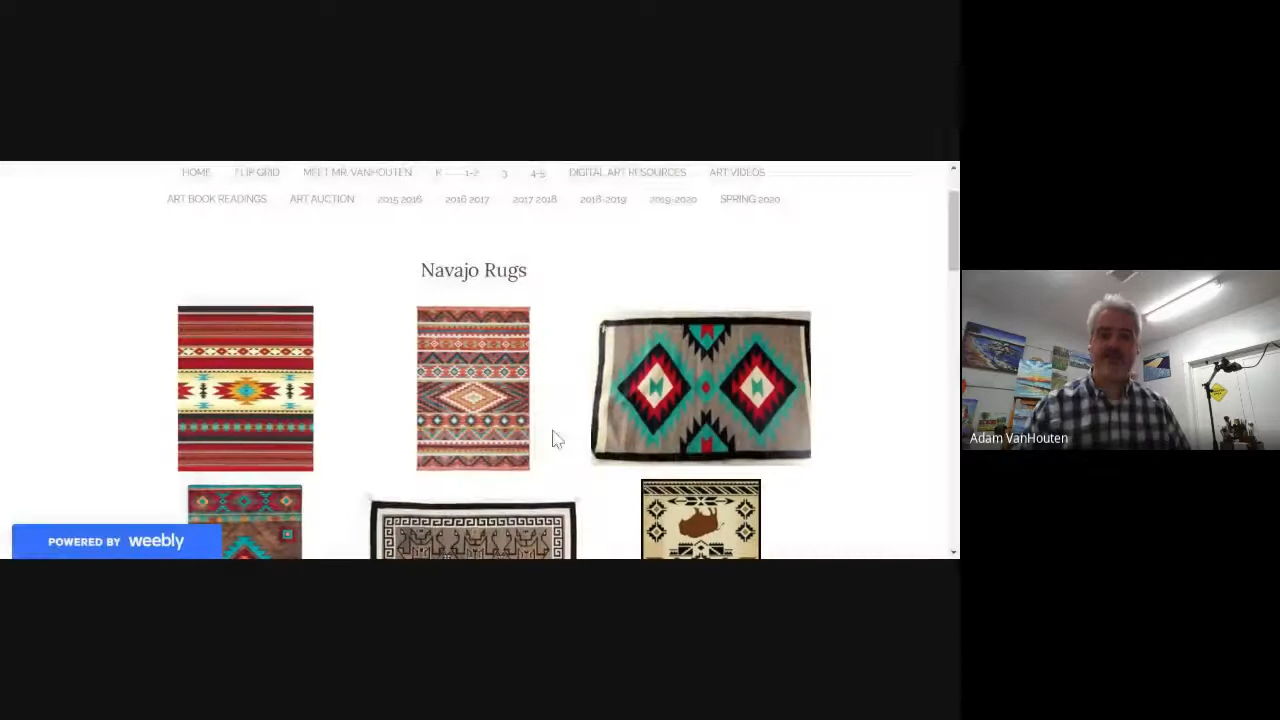 HOME FLIP GRID MEET MR. VANHOUTEN K 1-2 3 4-5 DIGITAL ART RESOURCES ART VIDEOS
ART BOOK READINGS ART AUCTION 2015 2016 2016 2017 2017 2018 2018-2019 2019-2020 SPRING 2020
Navajo Rugs
Adam VanHouten
POWERED BY weebly